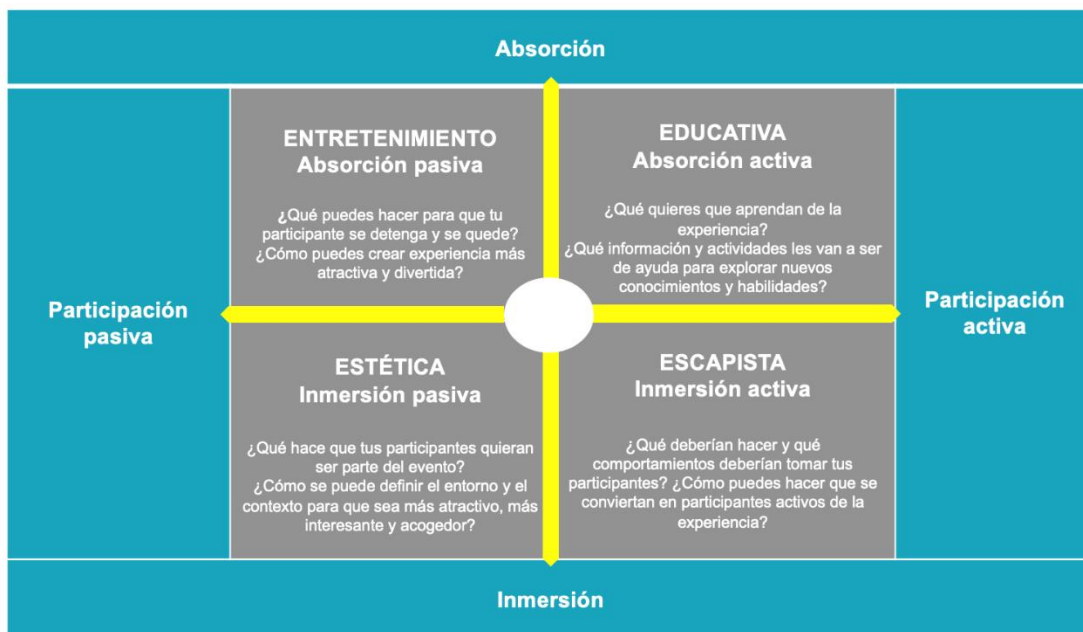 Absorción
Participación
pasiva
ENTRETENIMIENTO
Absorción pasiva
¿Qué puedes hacer para que tu
participante se detenga y se quede?
¿Cómo puedes crear experiencia más
atractiva y divertida?
EDUCATIVA
Absorción activa
¿Qué quieres que aprendan de la
experiencia?
¿Qué información y actividades les van a ser
de ayuda para explorar nuevos
conocimientos y habilidades?
Participación
activa
ESTÉTICA
Inmersión pasiva
¿Qué hace que tus participantes quieran
ser parte del evento?
¿Cómo se puede definir el entorno y el
contexto para que sea más atractivo, más
interesante y acogedor?
ESCAPISTA
Inmersión activa
¿Qué deberían hacer y qué
comportamientos deberían tomar tus
participantes? ¿Cómo puedes hacer que se
conviertan en participantes activos de la
experiencia?
Inmersión